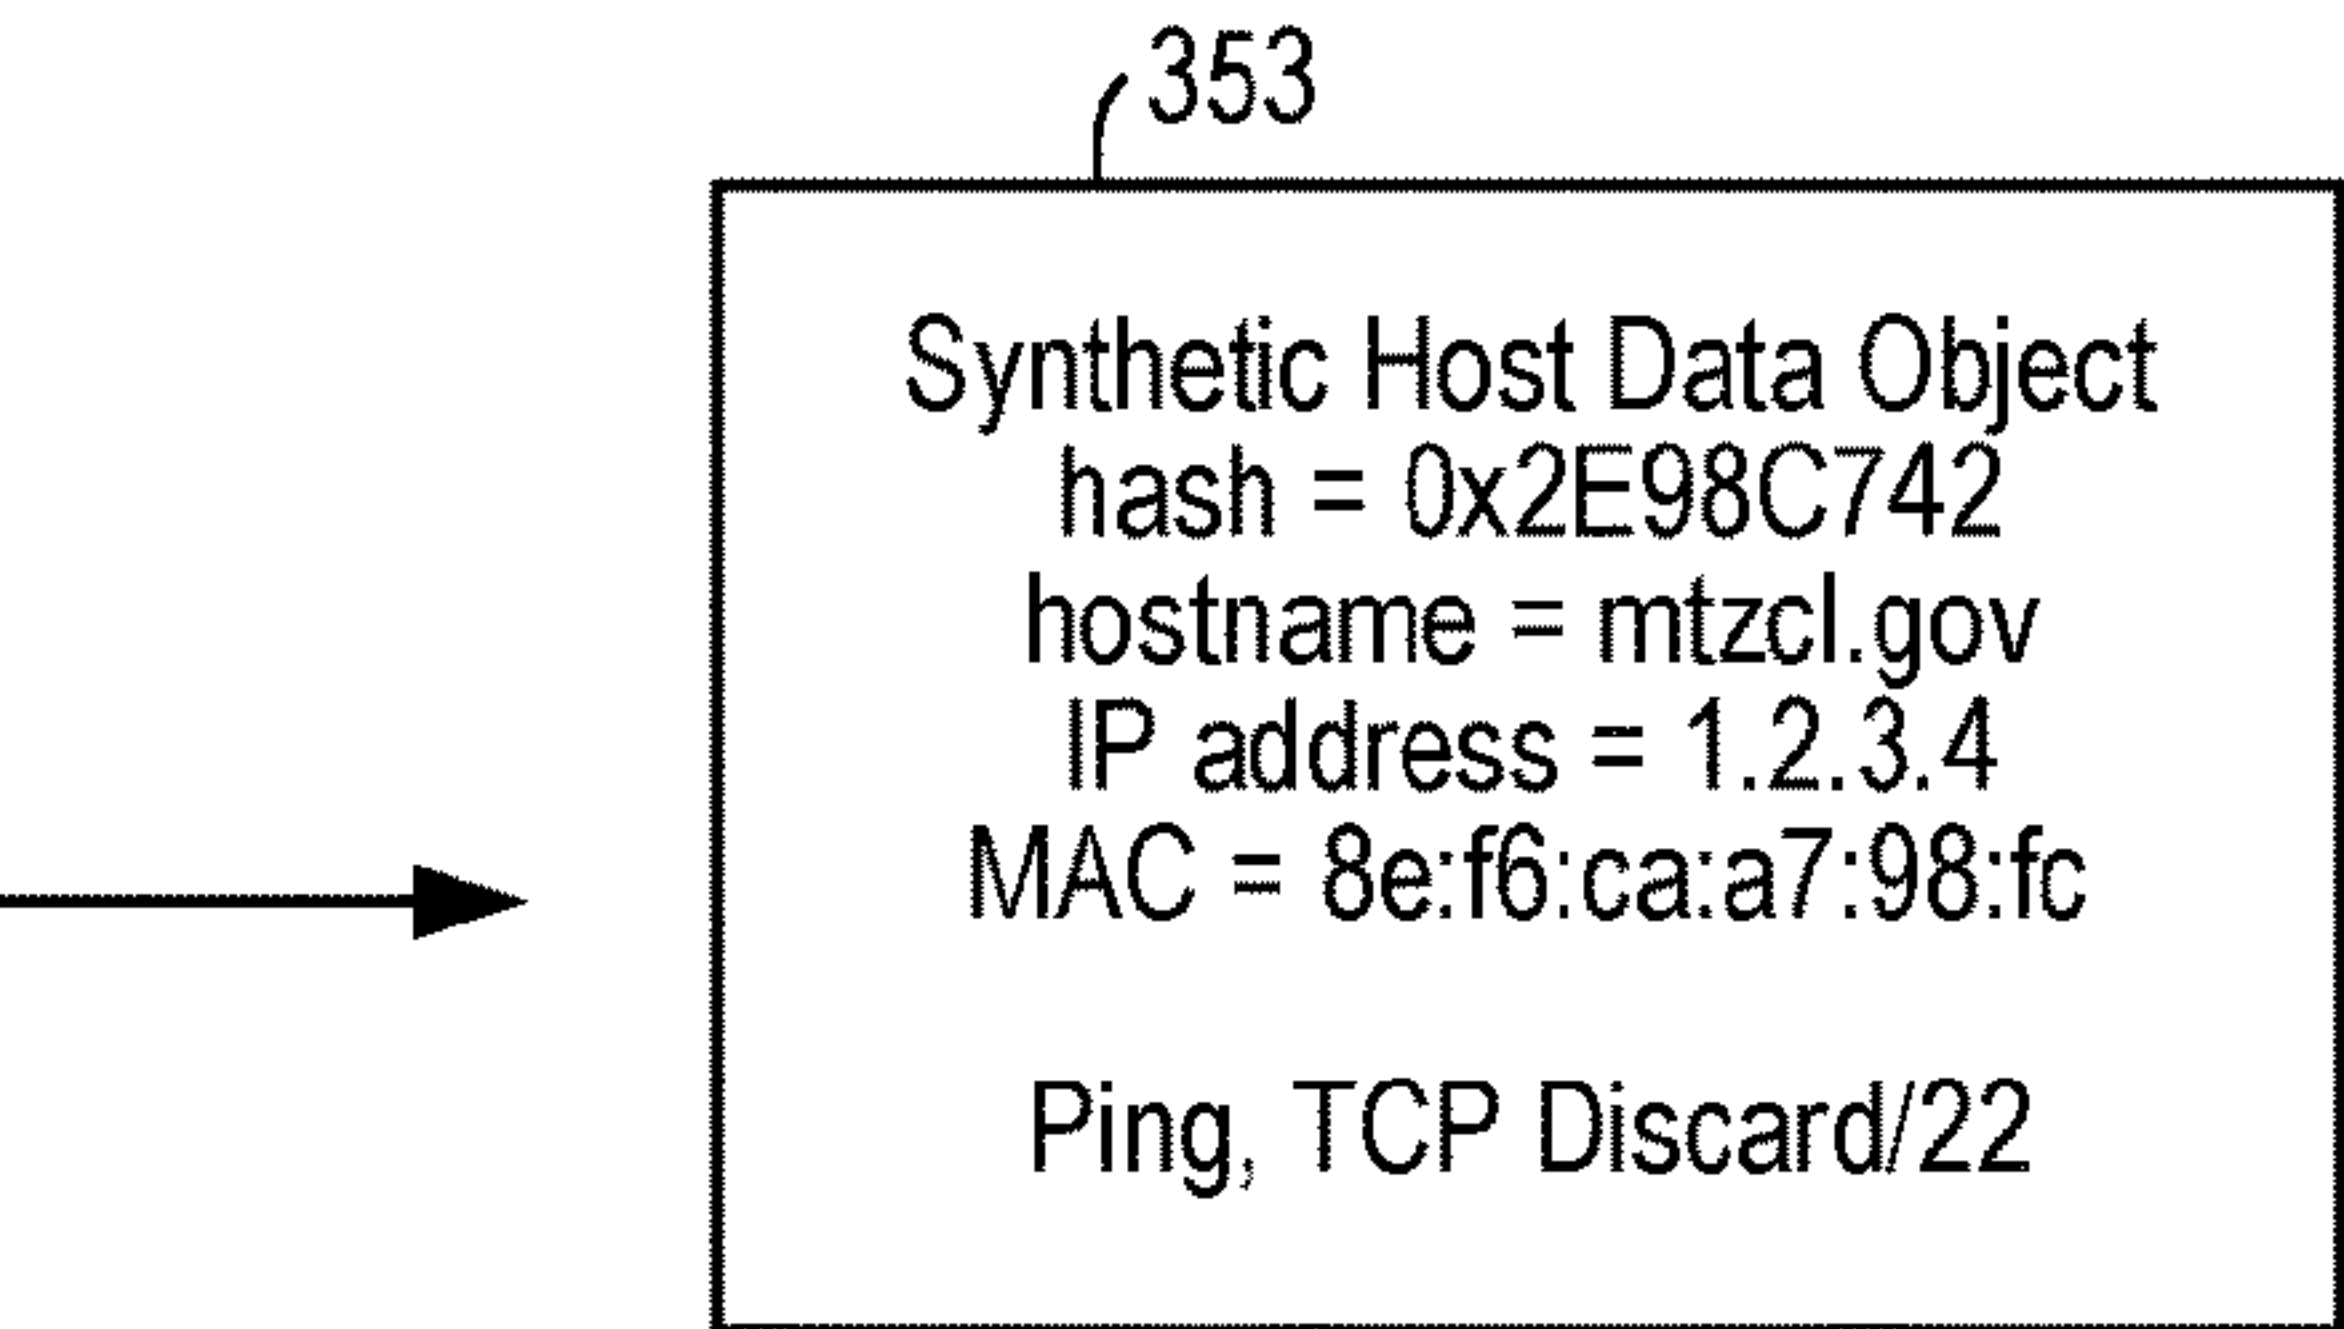 353
Synthetic Host Data Object
hash = 0x2E98C742
hostname = mtzcl.gov
IP address = 1.2.3.4
MAC = 8e:f6:ca:a7:98:fc
Ping, TCP Discard/22